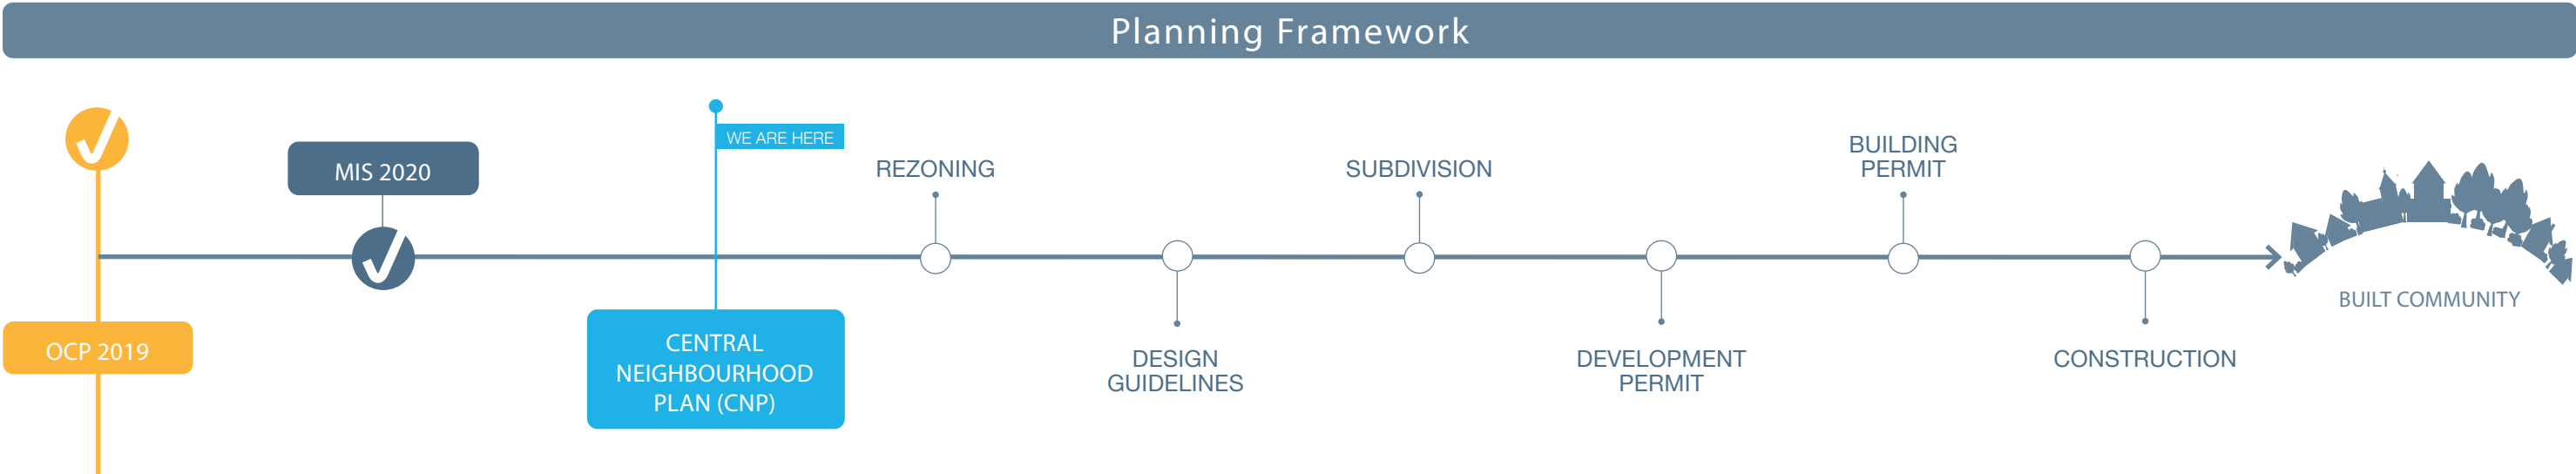 Planning Framework
OCP 2019
MIS 2020
WE ARE HERE
CENTRAL
NEIGHBOURHOOD
PLAN (CNP)
REZONING
DESIGN
GUIDELINES
SUBDIVISION
DEVELOPMENT
PERMIT
BUILDING
PERMIT
CONSTRUCTION
BUILT COMMUNITY